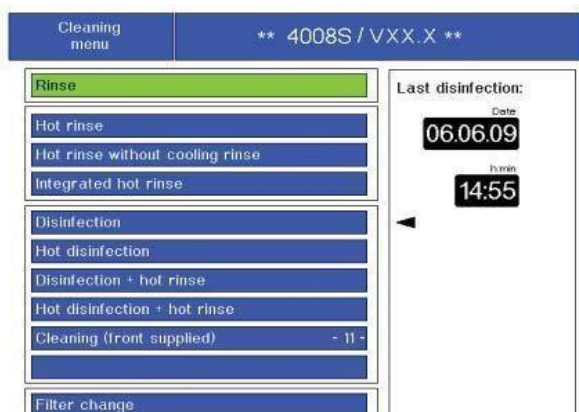 Cleaning
menu
** 4008S / VXX.X **
Rinse
Hot rinse
Hot rinse without cooling rinse
Integrated hot rinse
Disinfection
Hot disinfection
Disinfection + hot rinse
Hot disinfection + hot rinse
Cleaning (front supplied) - 11 -
Filter change
Last disinfection:
Date
06.06.09
h:min
14:55